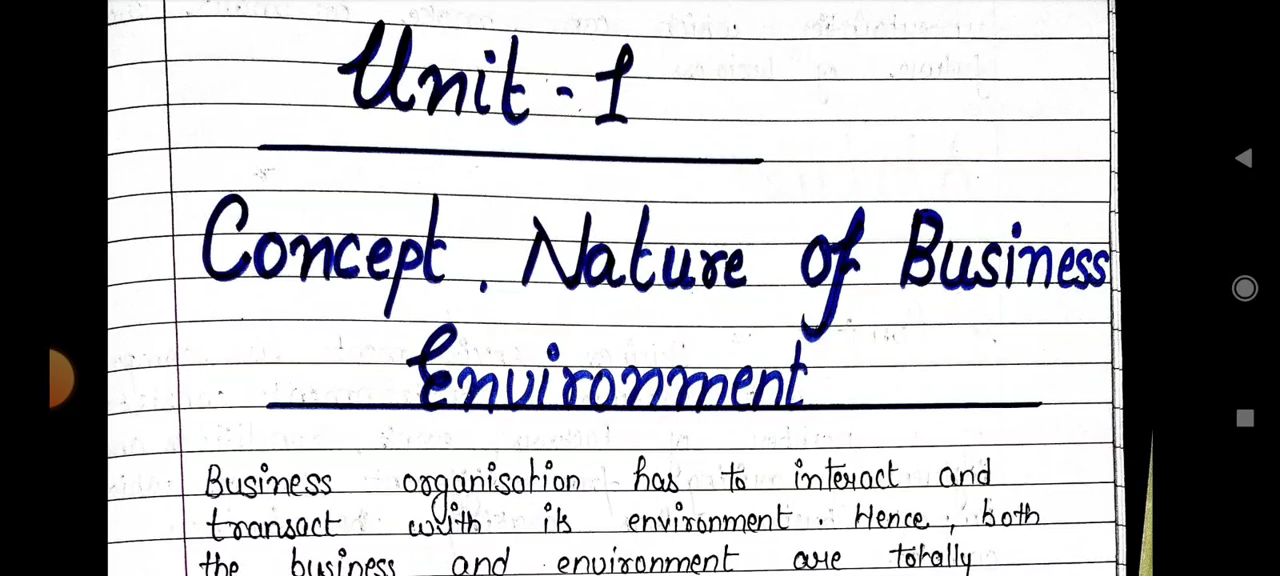 Unit - 1
Concept, Nature of Business
Environment
Business organisation has to interact and
transact with its environment. Hence, both
the business and environment are totally